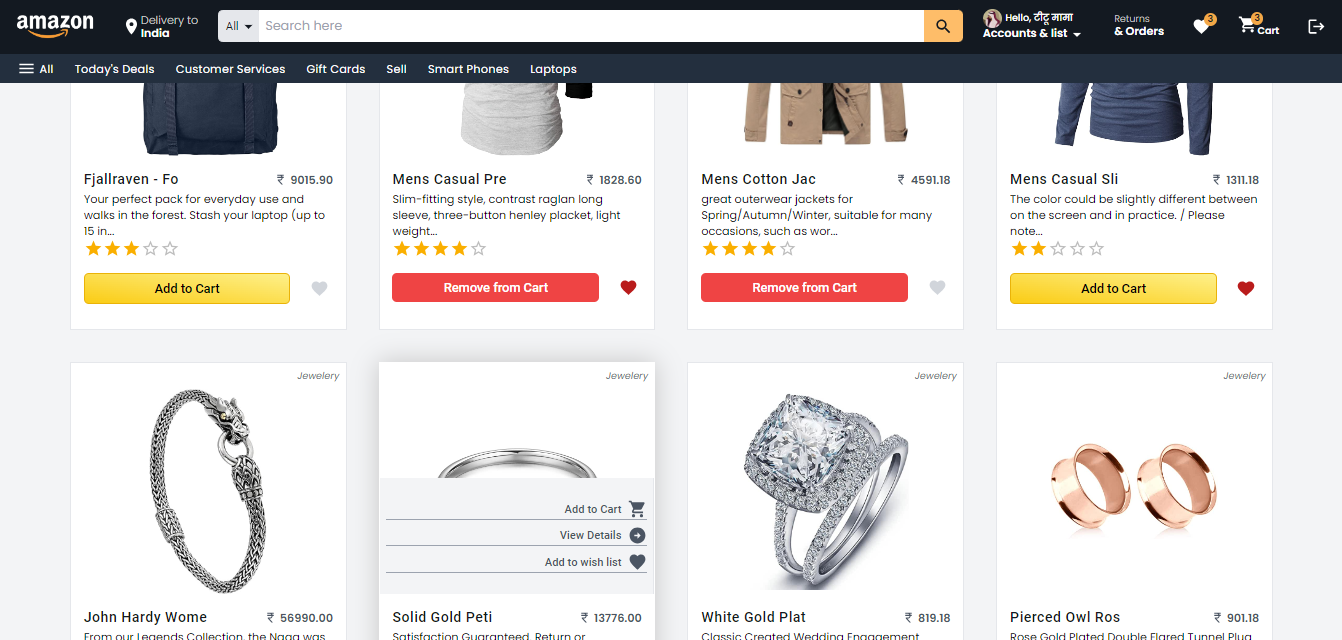 amazon
Delivery to
India
All
Search here
Hello, टीटू मामा
Accounts & list
Returns
& Orders
3
3
Cart
All
Today's Deals
Customer Services
Gift Cards
Sell
Smart Phones
Laptops
Fjallraven - Fo
₹ 9015.90
Your perfect pack for everyday use and
walks in the forest. Stash your laptop (up to
15 in...
Add to Cart
Mens Casual Pre
₹ 1828.60
Slim-fitting style, contrast raglan long
sleeve, three-button henley placket, light
weight...
Remove from Cart
Mens Cotton Jac
₹ 4591.18
great outerwear jackets for
Spring/Autumn/Winter, suitable for many
occasions, such as wor...
Remove from Cart
Mens Casual Sli
₹ 1311.18
The color could be slightly different between
on the screen and in practice. / Please
note...
Add to Cart
Jewelery
John Hardy Wome
₹ 56990.00
From our Legends Collection, the Naga was
Jewelery
Add to Cart
View Details
Add to wish list
Solid Gold Peti
₹ 13776.00
Satisfaction Guaranteed. Return or
Jewelery
White Gold Plat
₹ 819.18
Classic Created Wedding Engagement
Jewelery
Pierced Owl Ros
₹ 901.18
Rose Gold Plated Double Flared Tunnel Plug